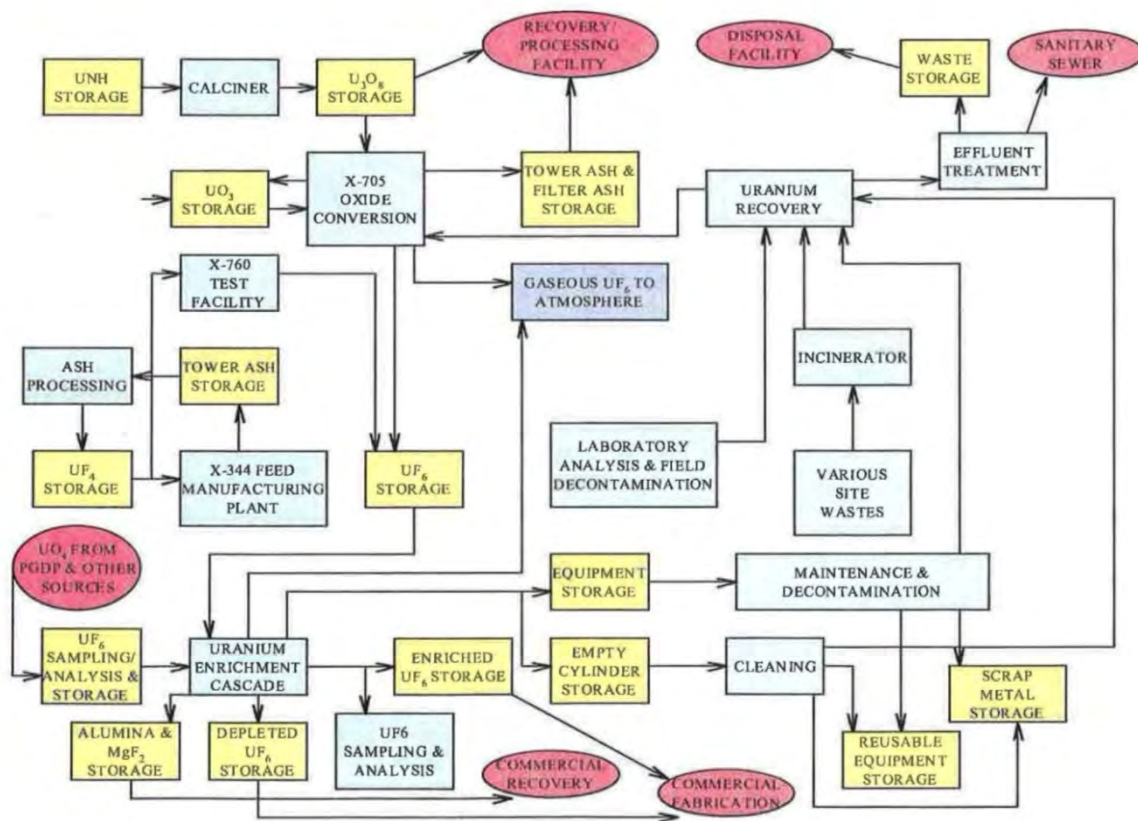 RECOVERY/
PROCESSING
FACILITY
DISPOSAL
FACILITY
WASTE
STORAGE
SANITARY
SEWER
UNH
STORAGE
CALCINER
U₃O₈
STORAGE
EFFLUENT
TREATMENT
UO₃
STORAGE
X-705
OXIDE
CONVERSION
TOWER ASH &
FILTER ASH
STORAGE
URANIUM
RECOVERY
X-760
TEST
FACILITY
GASEOUS UF₆ TO
ATMOSPHERE
ASH
PROCESSING
TOWER ASH
STORAGE
INCINERATOR
UF₄
STORAGE
X-344 FEED
MANUFACTURING
PLANT
UF₆
STORAGE
LABORATORY
ANALYSIS & FIELD
DECONTAMINATION
VARIOUS
SITE
WASTES
UO₄ FROM
PGDP & OTHER
SOURCES
EQUIPMENT
STORAGE
MAINTENANCE &
DECONTAMINATION
UF₆
SAMPLING/
ANALYSIS &
STORAGE
URANIUM
ENRICHMENT
CASCADE
ENRICHED
UF₆ STORAGE
EMPTY
CYLINDER
STORAGE
CLEANING
SCRAP
METAL
STORAGE
ALUMINA &
MgF₂
STORAGE
DEPLETED
UF₆
STORAGE
UF6
SAMPLING &
ANALYSIS
COMMERCIAL
RECOVERY
COMMERCIAL
FABRICATION
REUSABLE
EQUIPMENT
STORAGE